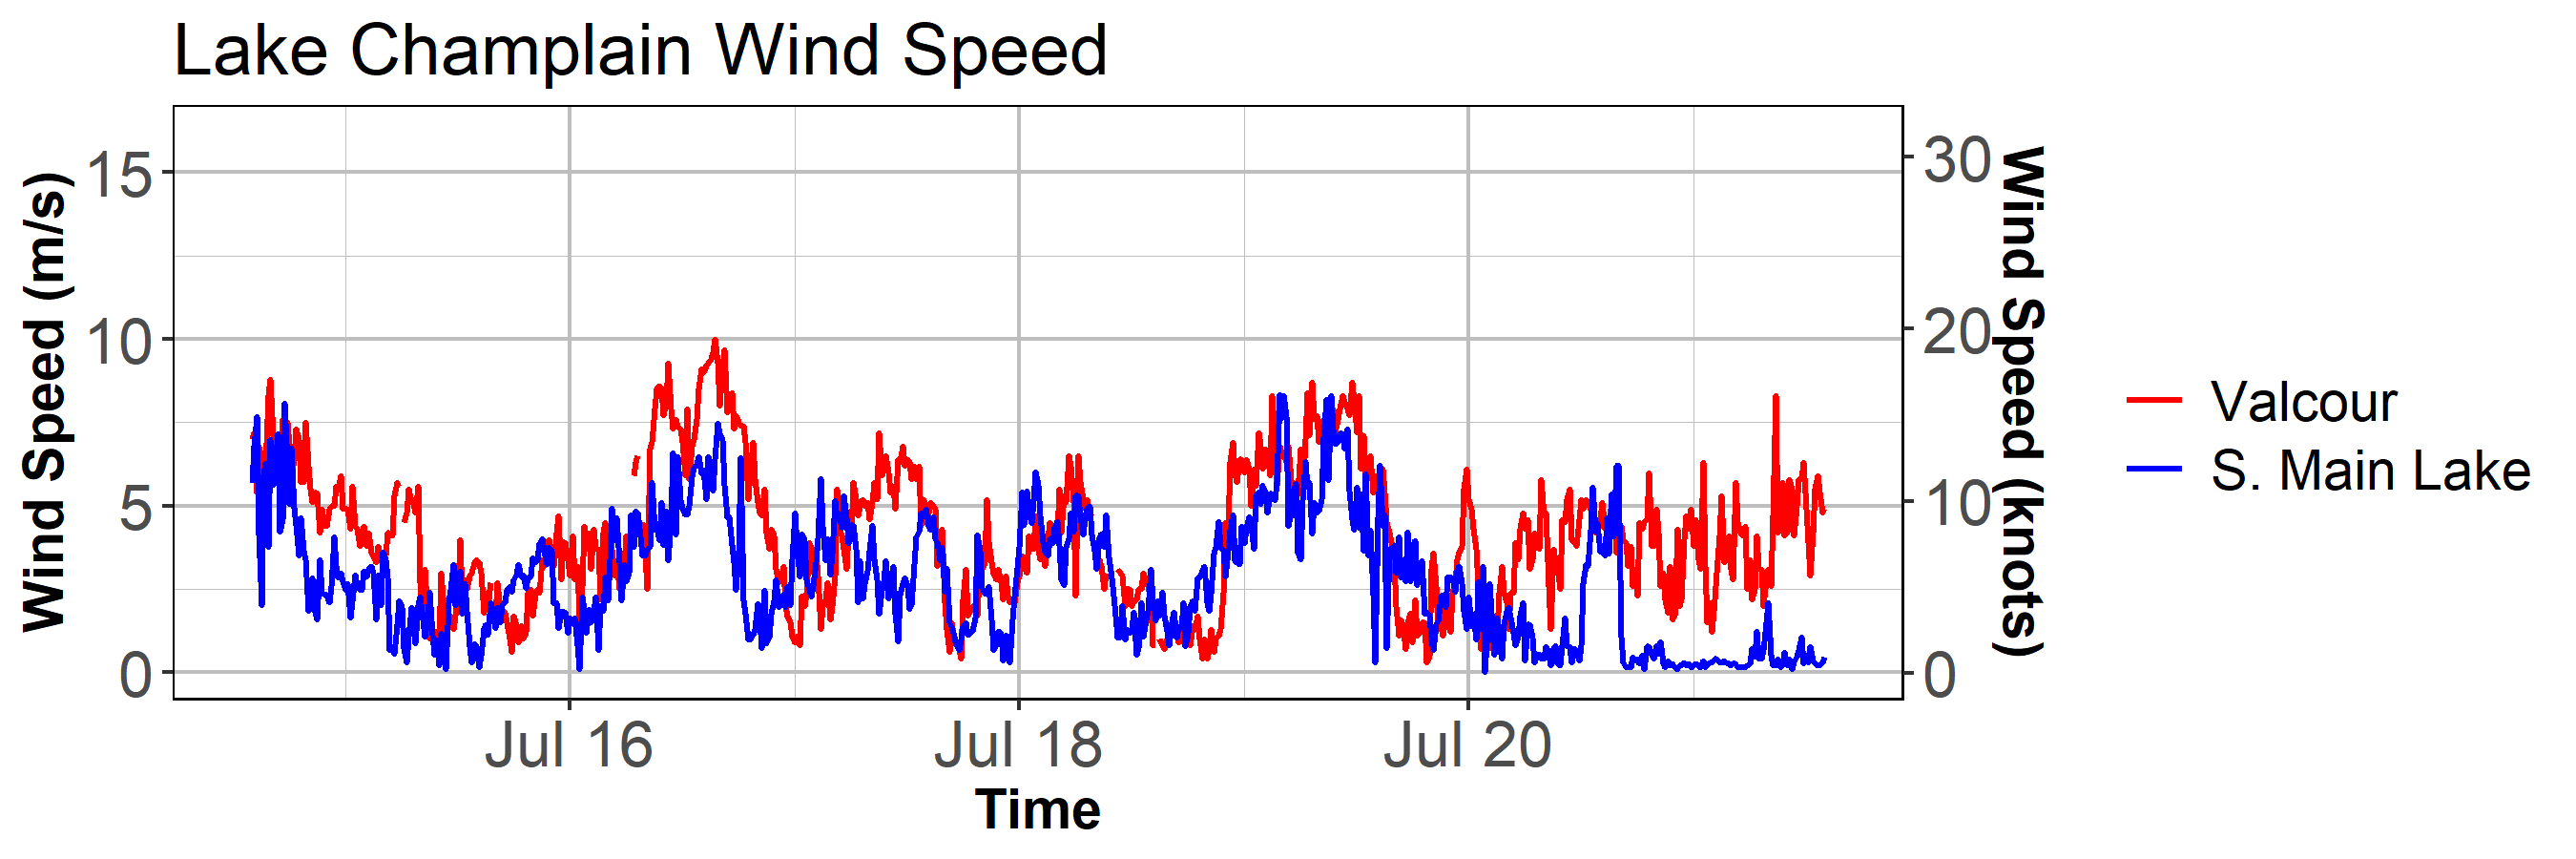 Lake Champlain Wind Speed
Wind Speed (m/s)
15
10
5
0
30
20
10
0
Wind Speed (knots)
Jul 16
Jul 18
Jul 20
Time
Valcour
S. Main Lake